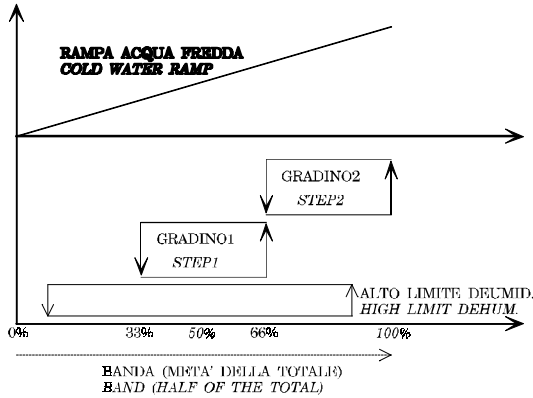 RAMPA ACQUA FREDDA
COLD WATER RAMP
GRADINO2
STEP2
GRADINO1
STEP1
ALTO LIMITE DEUMID.
HIGH LIMIT DEHUM.
0% 33% 50% 66% 100%
BANDA (META' DELLA TOTALE)
BAND (HALF OF THE TOTAL)